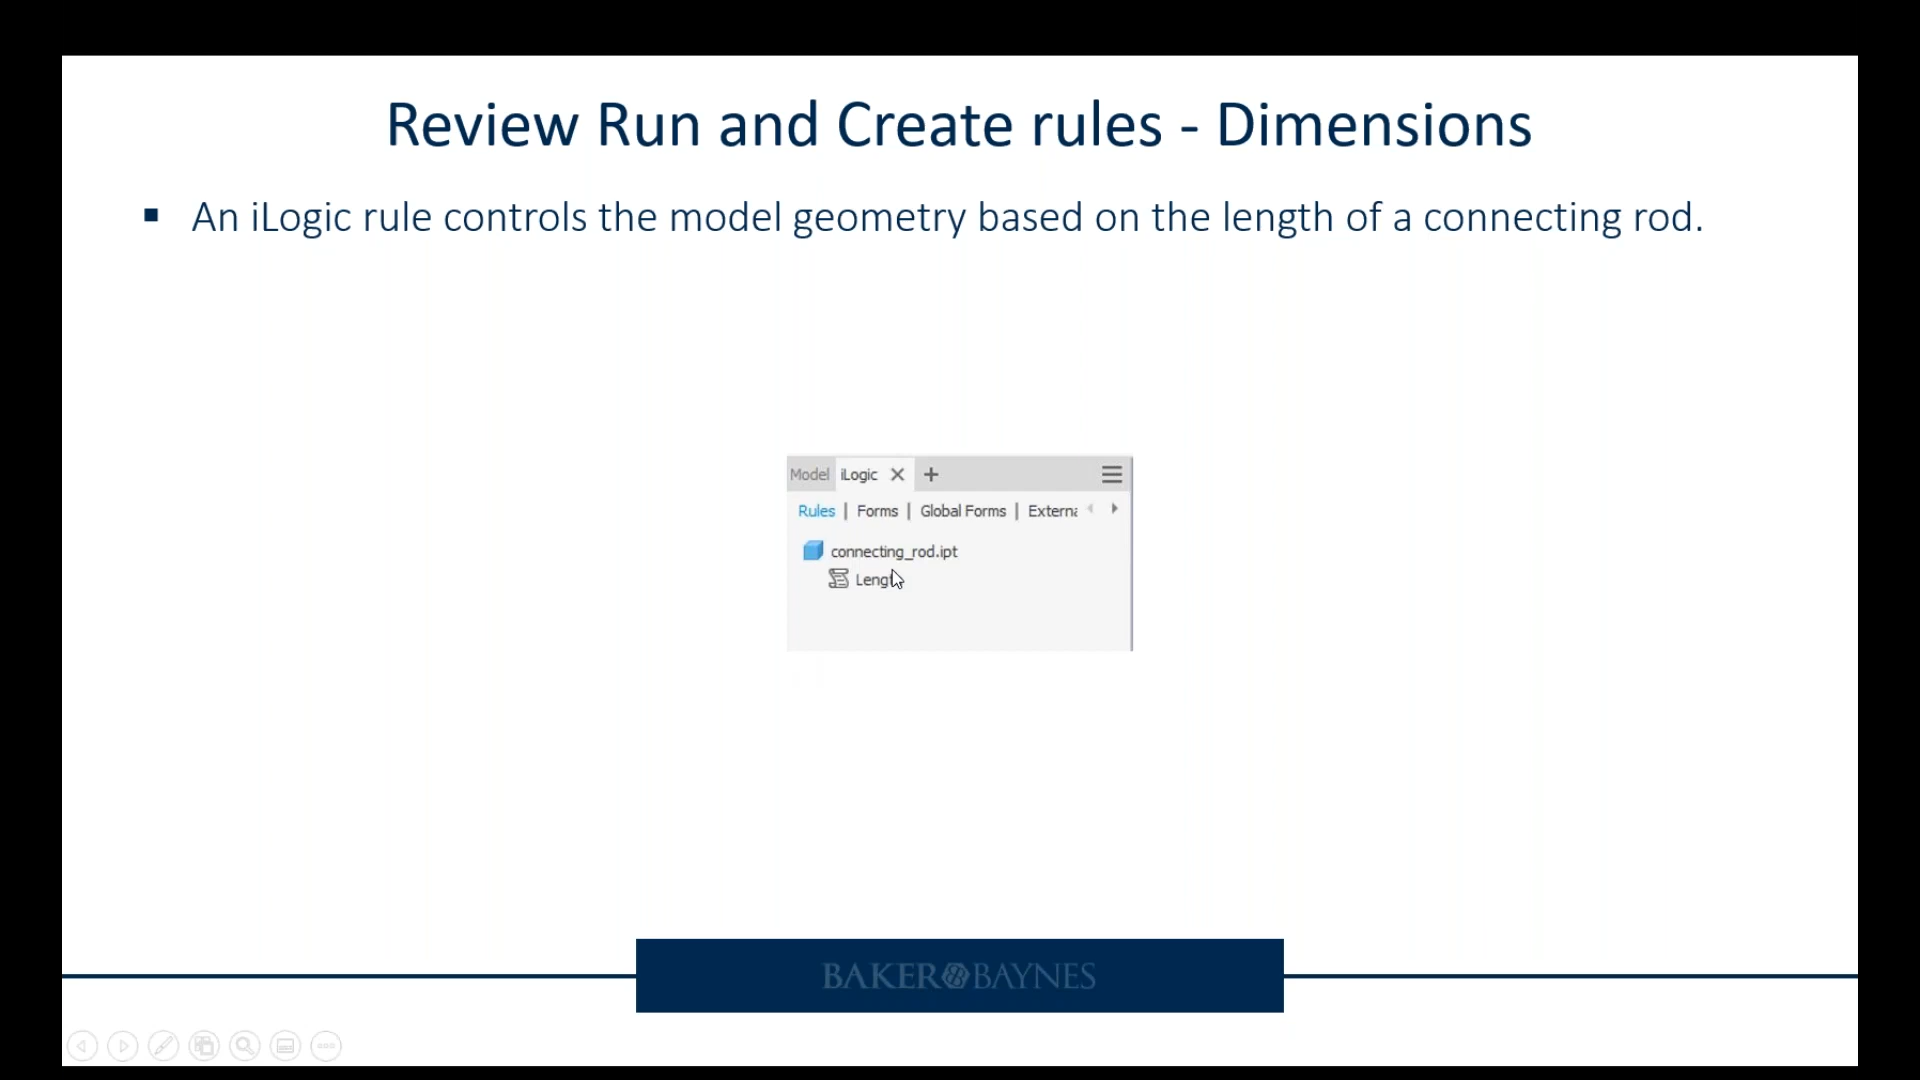 Review Run and Create rules - Dimensions
▪ An iLogic rule controls the model geometry based on the length of a connecting rod.
Model iLogic
Rules | Forms | Global Forms | Externa
connecting_rod.ipt
BAKER BAYNES